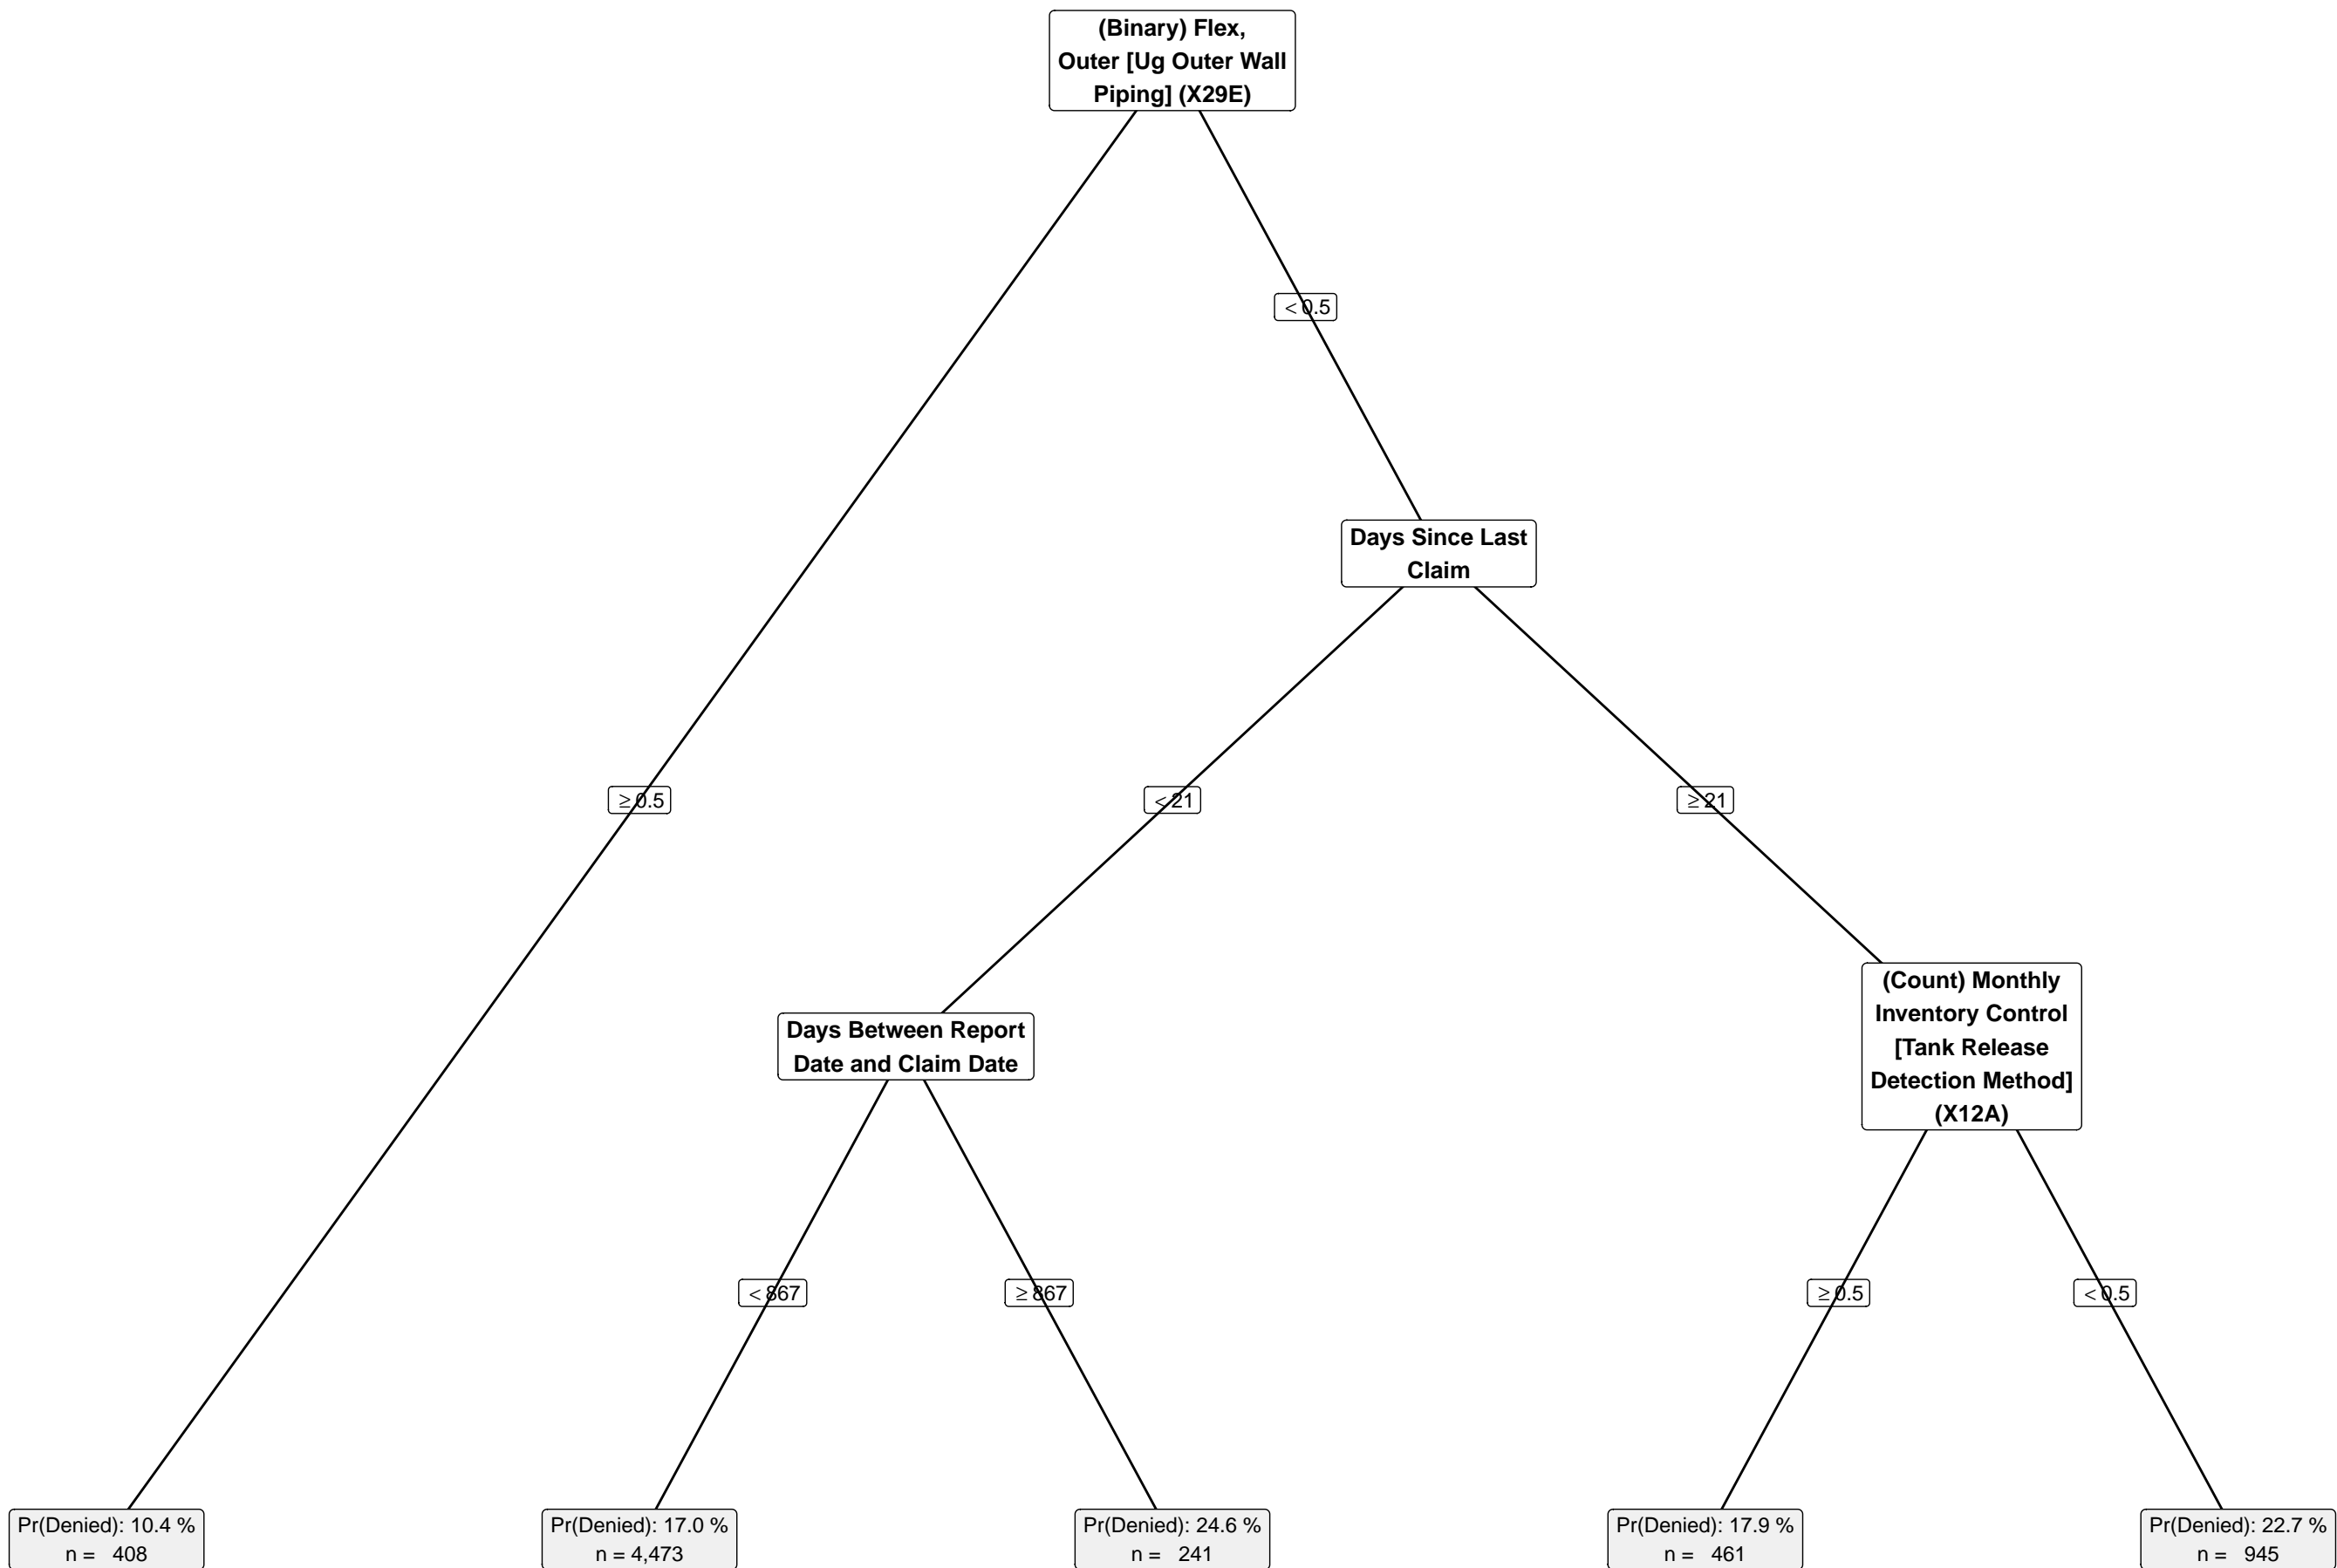 (Binary) Flex,
Outer [Ug Outer Wall
Piping] (X29E)
< 0.5
Days Since Last
Claim
≥ 0.5
< 21
≥ 21
Days Between Report
Date and Claim Date
(Count) Monthly
Inventory Control
[Tank Release
Detection Method]
(X12A)
< 867
≥ 867
≥ 0.5
< 0.5
Pr(Denied): 10.4 %
n = 408
Pr(Denied): 17.0 %
n = 4,473
Pr(Denied): 24.6 %
n = 241
Pr(Denied): 17.9 %
n = 461
Pr(Denied): 22.7 %
n = 945